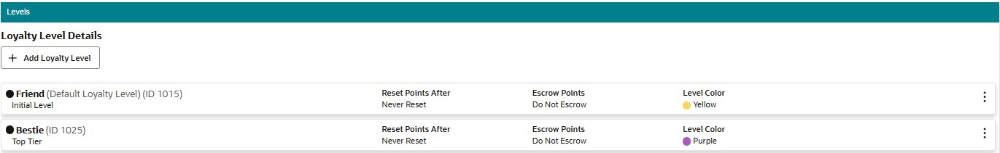 Levels
Loyalty Level Details
+ Add Loyalty Level
Friend (Default Loyalty Level) (ID 1015) Reset Points After Escrow Points Level Color
Initial Level Never Reset Do Not Escrow Yellow
Bestie (ID 1025) Reset Points After Escrow Points Level Color
Top Tier Never Reset Do Not Escrow Purple